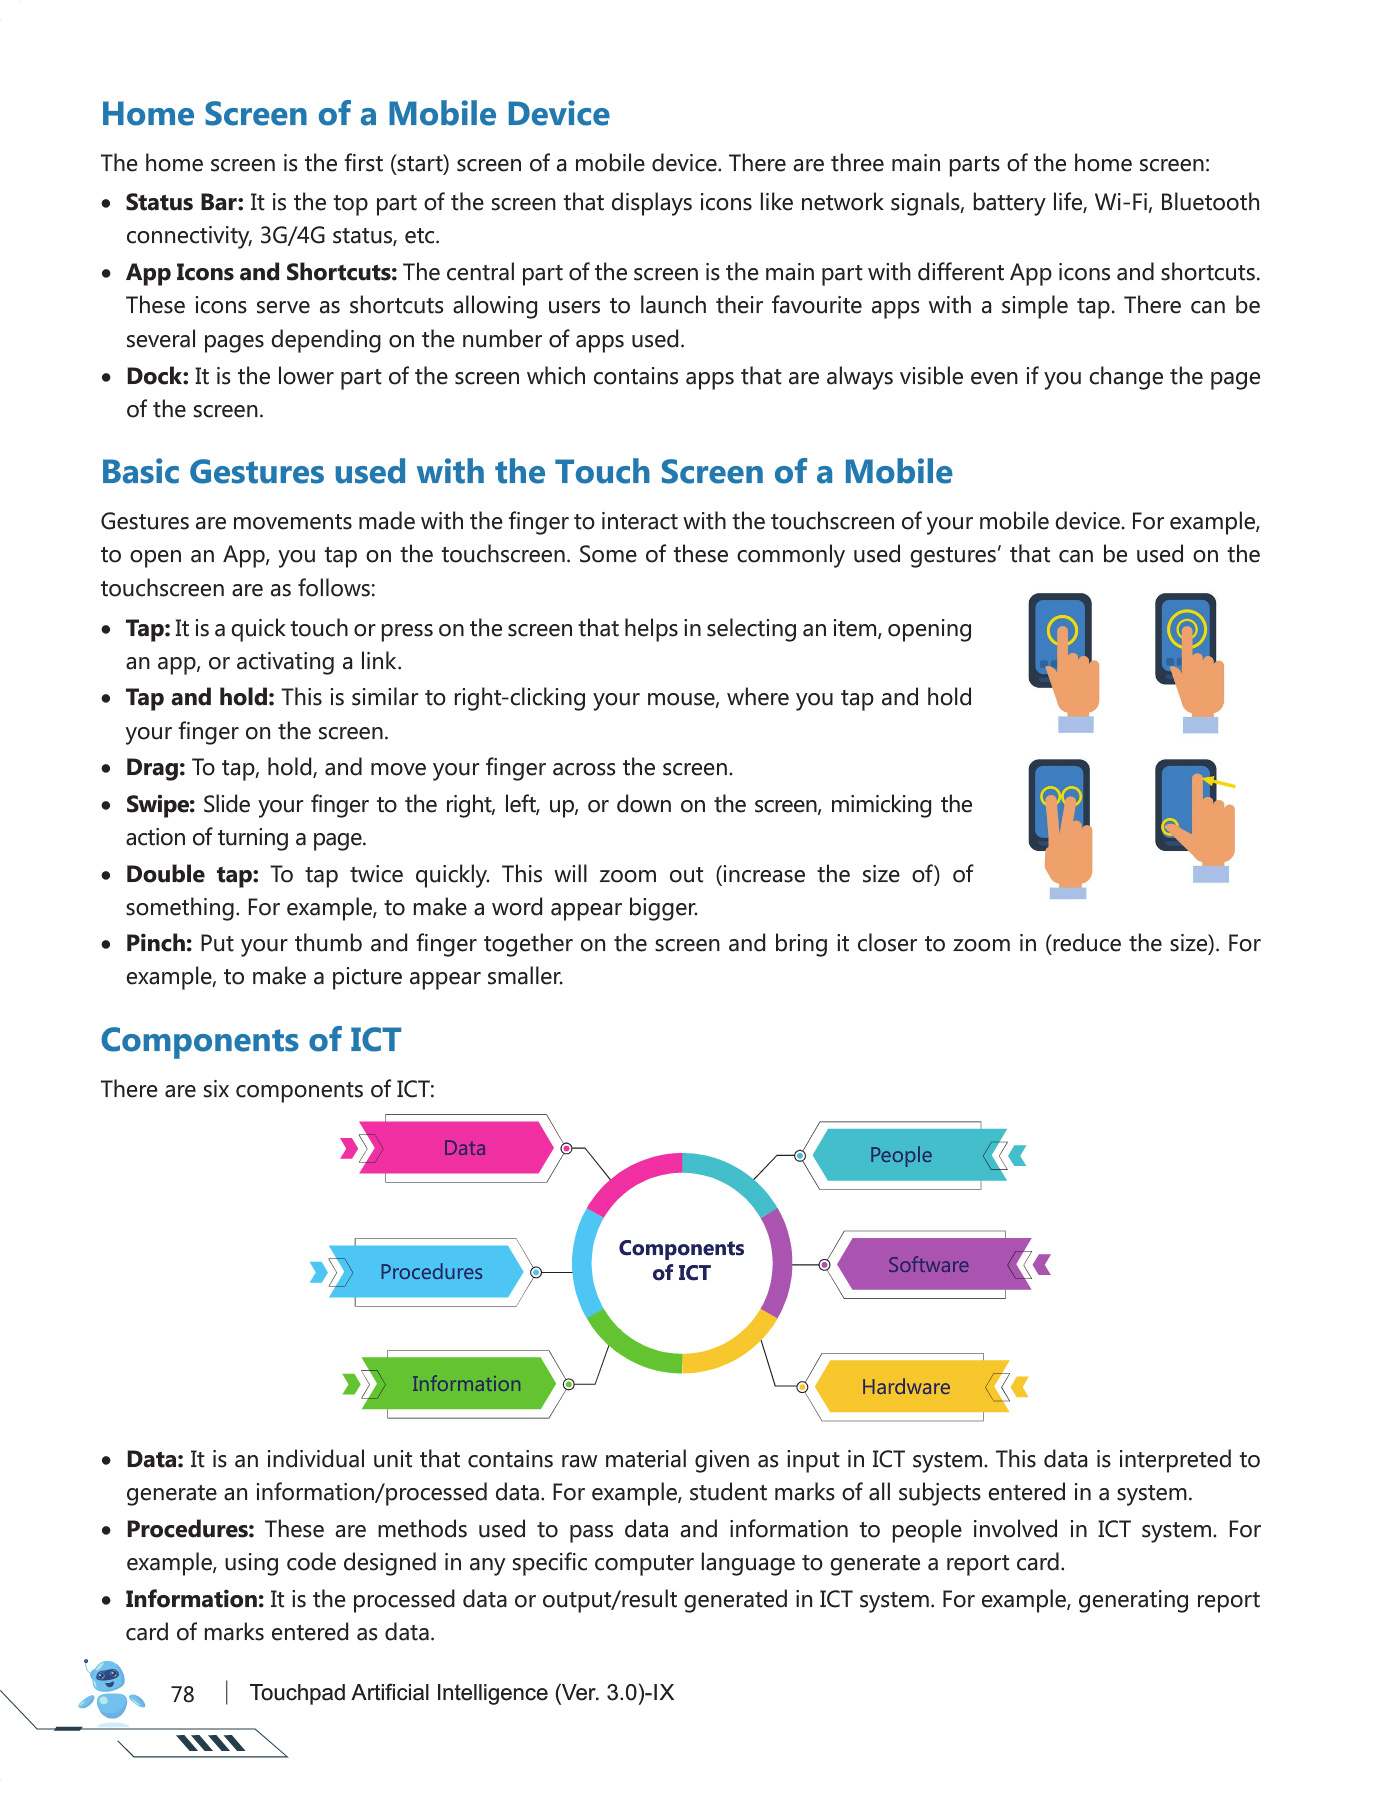 Home Screen of a Mobile Device
The home screen is the first (start) screen of a mobile device. There are three main parts of the home screen:
• Status Bar: It is the top part of the screen that displays icons like network signals, battery life, Wi-Fi, Bluetooth
connectivity, 3G/4G status, etc.
• App Icons and Shortcuts: The central part of the screen is the main part with different App icons and shortcuts.
These icons serve as shortcuts allowing users to launch their favourite apps with a simple tap. There can be
several pages depending on the number of apps used.
• Dock: It is the lower part of the screen which contains apps that are always visible even if you change the page
of the screen.
Basic Gestures used with the Touch Screen of a Mobile
Gestures are movements made with the finger to interact with the touchscreen of your mobile device. For example,
to open an App, you tap on the touchscreen. Some of these commonly used gestures’ that can be used on the
touchscreen are as follows:
• Tap: It is a quick touch or press on the screen that helps in selecting an item, opening
an app, or activating a link.
• Tap and hold: This is similar to right-clicking your mouse, where you tap and hold
your finger on the screen.
• Drag: To tap, hold, and move your finger across the screen.
• Swipe: Slide your finger to the right, left, up, or down on the screen, mimicking the
action of turning a page.
• Double tap: To tap twice quickly. This will zoom out (increase the size of) of
something. For example, to make a word appear bigger.
• Pinch: Put your thumb and finger together on the screen and bring it closer to zoom in (reduce the size). For
example, to make a picture appear smaller.
Components of ICT
There are six components of ICT:
Data
People
Procedures
Components
of ICT
Software
Information
Hardware
• Data: It is an individual unit that contains raw material given as input in ICT system. This data is interpreted to
generate an information/processed data. For example, student marks of all subjects entered in a system.
• Procedures: These are methods used to pass data and information to people involved in ICT system. For
example, using code designed in any specific computer language to generate a report card.
• Information: It is the processed data or output/result generated in ICT system. For example, generating report
card of marks entered as data.
78 | Touchpad Artificial Intelligence (Ver. 3.0)-IX